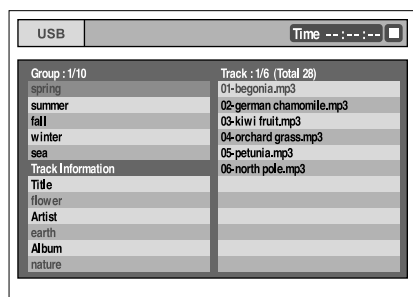 USB
Time --:--:--
Group : 1/10
spring
summer
fall
winter
sea
Track Information
Title
flower
Artist
earth
Album
nature
Track : 1/6 (Total 28)
01-begonia.mp3
02-german chamomile.mp3
03-kiwi fruit.mp3
04-orchard grass.mp3
05-petunia.mp3
06-north pole.mp3